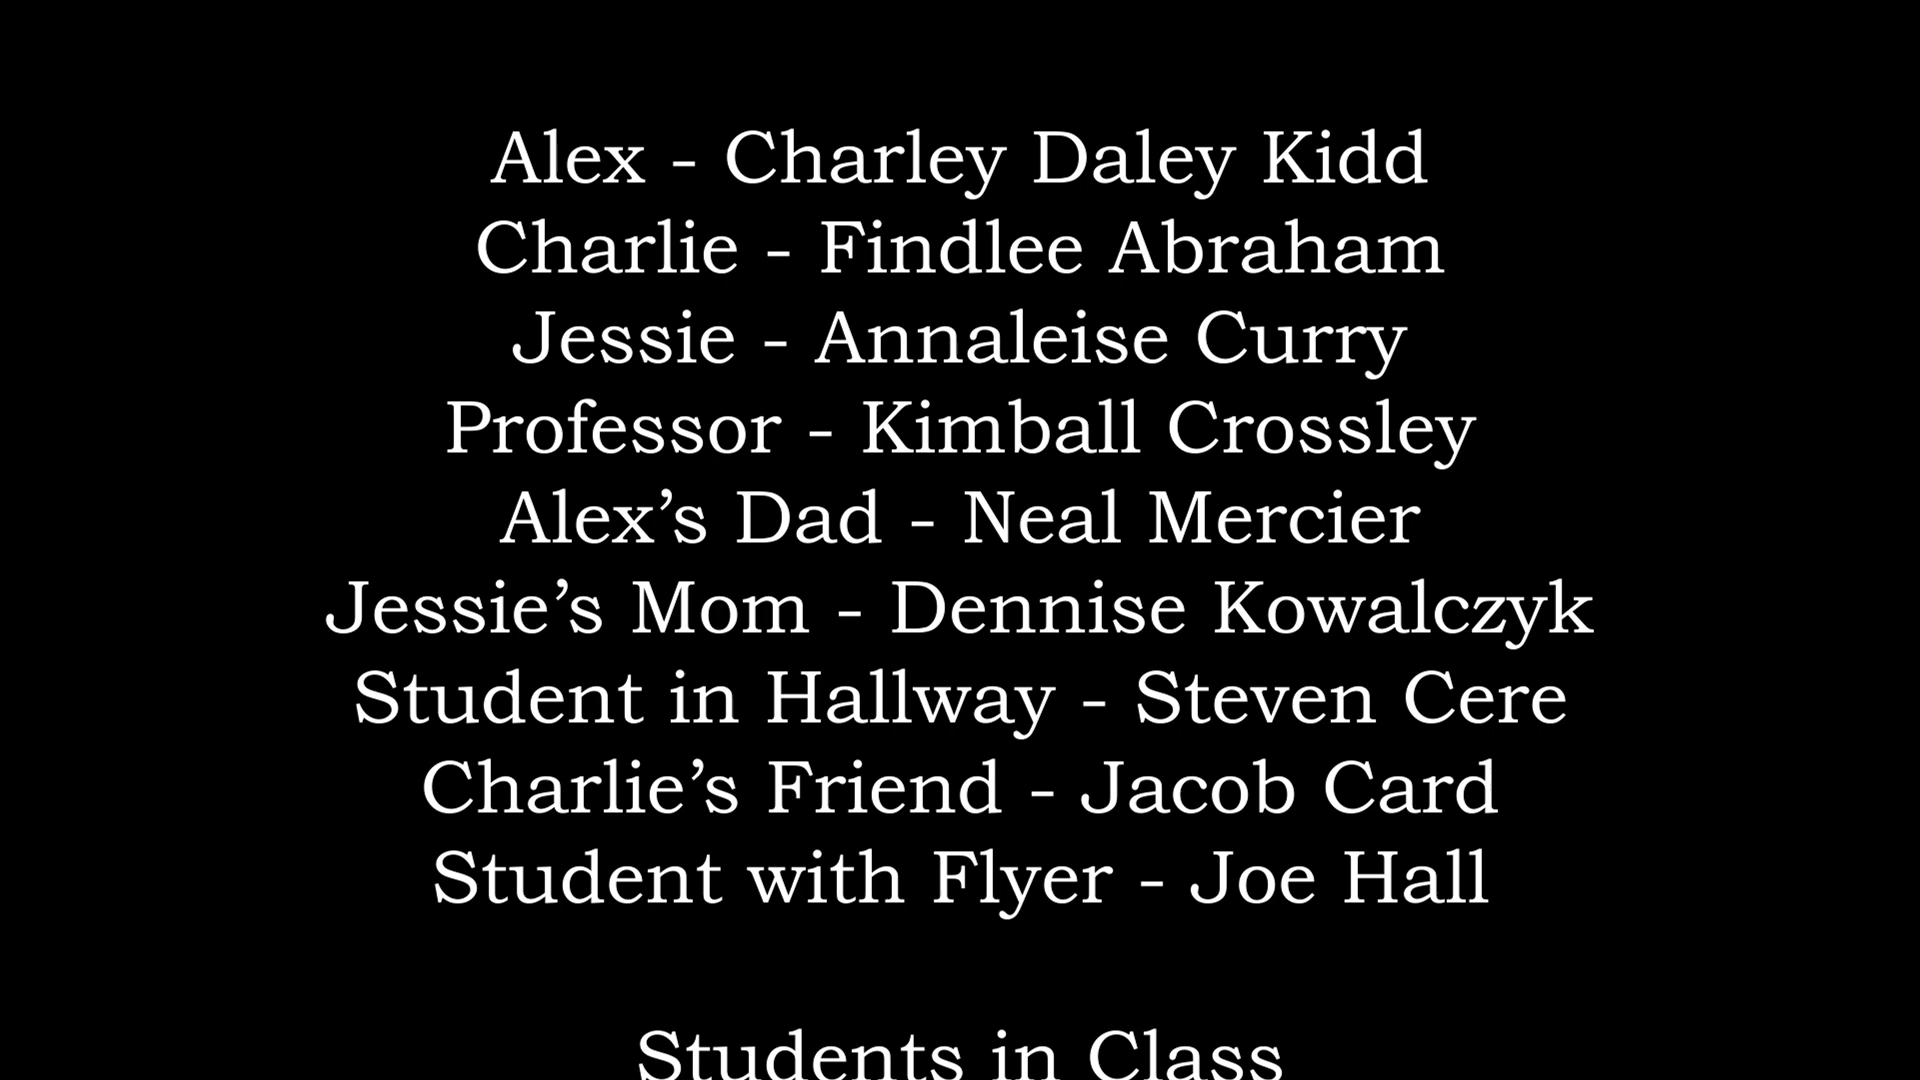 Alex - Charley Daley Kidd
Charlie - Findlee Abraham
Jessie - Annaleise Curry
Professor - Kimball Crossley
Alex’s Dad - Neal Mercier
Jessie’s Mom - Dennise Kowalczyk
Student in Hallway - Steven Cere
Charlie’s Friend - Jacob Card
Student with Flyer - Joe Hall
Students in Class